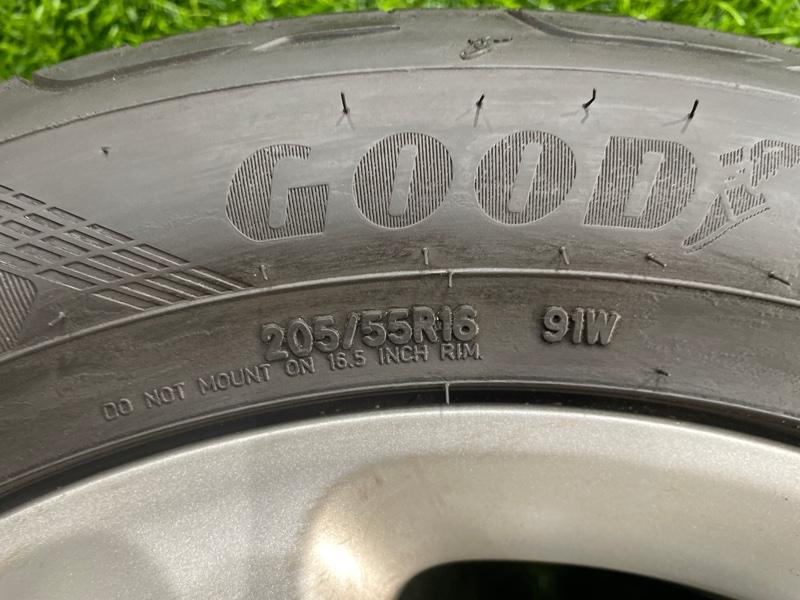 GOOD
205/55R16 91W
DO NOT MOUNT ON 16.5 INCH RIM.